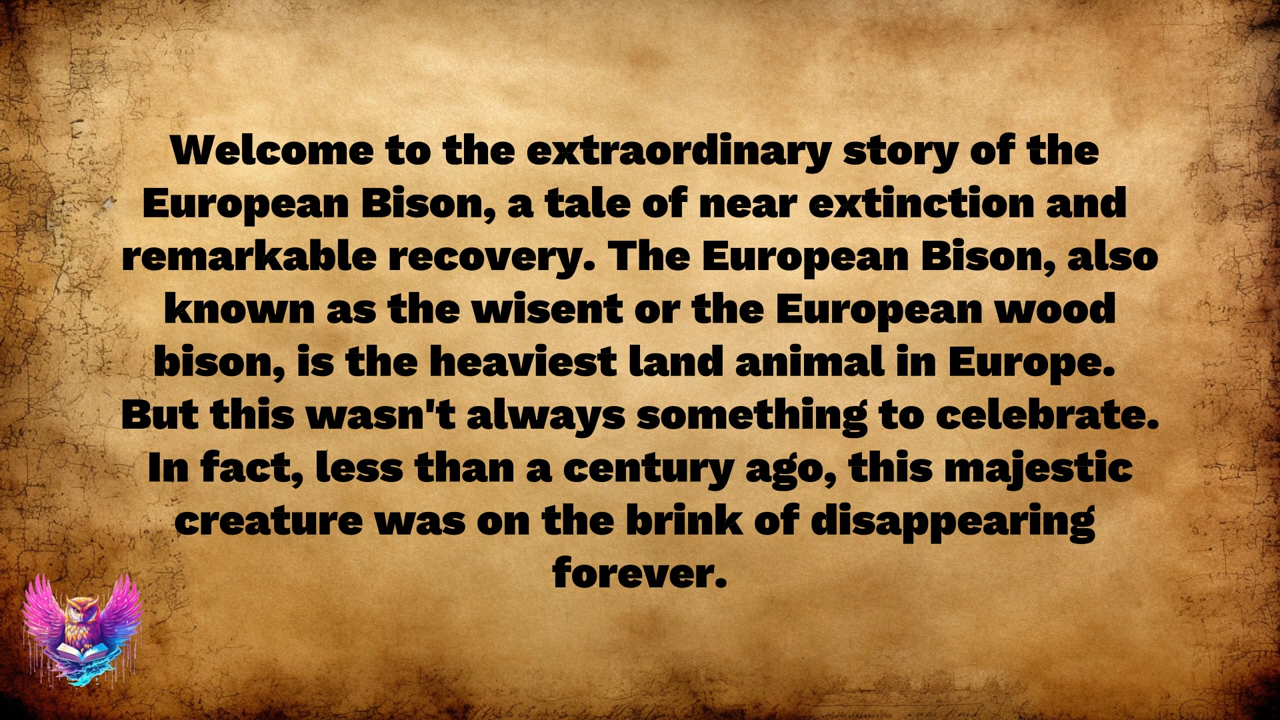 Welcome to the extraordinary story of the
European Bison, a tale of near extinction and
remarkable recovery. The European Bison, also
known as the wisent or the European wood
bison, is the heaviest land animal in Europe.
But this wasn't always something to celebrate.
In fact, less than a century ago, this majestic
creature was on the brink of disappearing
forever.